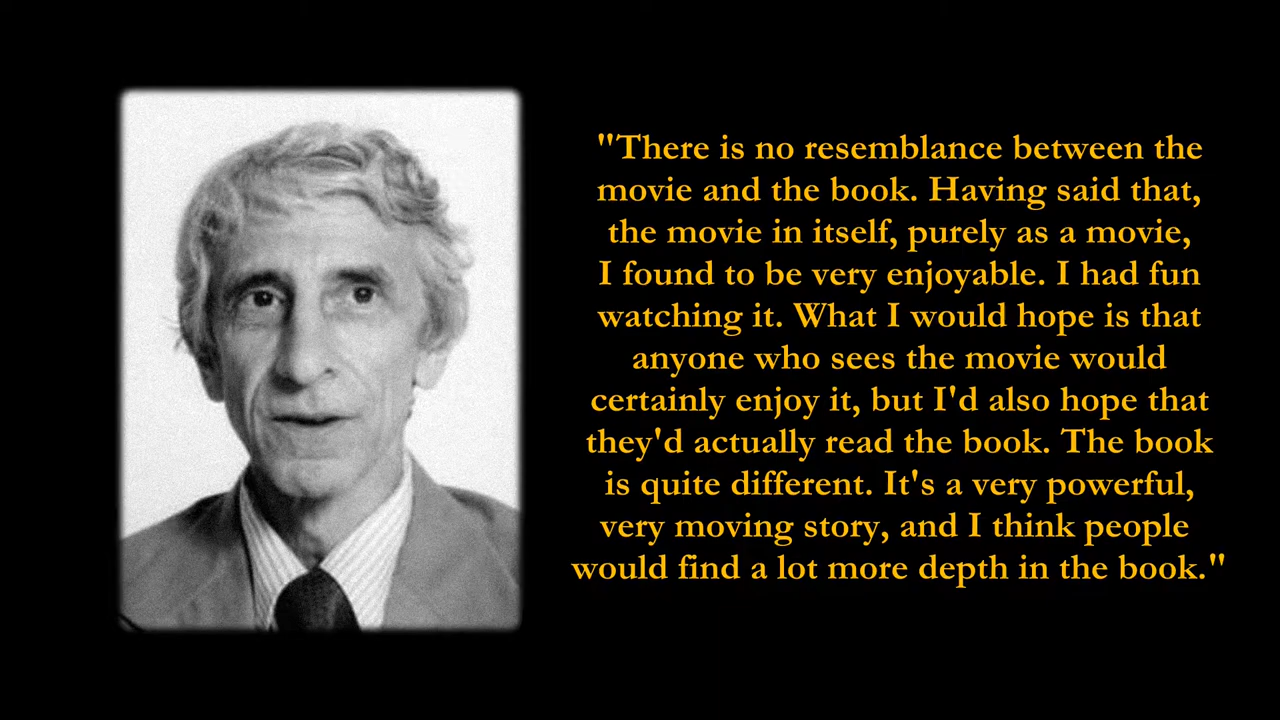 "There is no resemblance between the
movie and the book. Having said that,
the movie in itself, purely as a movie,
I found to be very enjoyable. I had fun
watching it. What I would hope is that
anyone who sees the movie would
certainly enjoy it, but I'd also hope that
they'd actually read the book. The book
is quite different. It's a very powerful,
very moving story, and I think people
would find a lot more depth in the book."